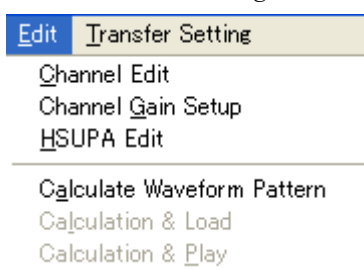 Edit Transfer Setting
Channel Edit
Channel Gain Setup
HSUPA Edit
Calculate Waveform Pattern
Calculation & Load
Calculation & Play